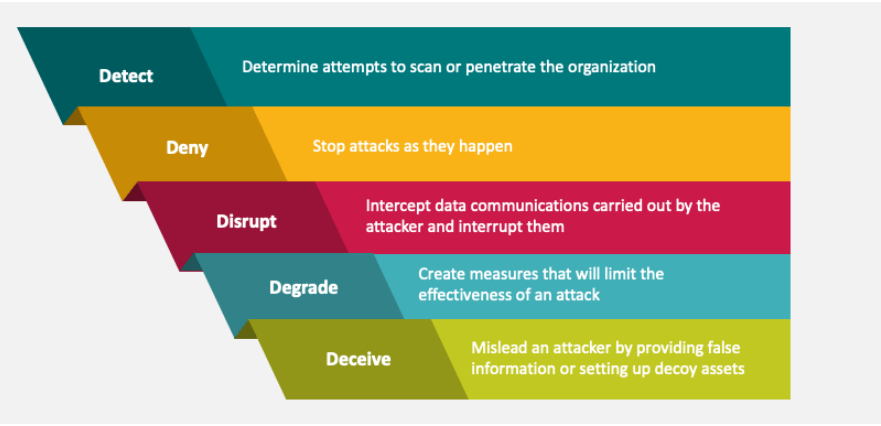 Detect
Determine attempts to scan or penetrate the organization
Deny
Stop attacks as they happen
Disrupt
Intercept data communications carried out by the
attacker and interrupt them
Degrade
Create measures that will limit the
effectiveness of an attack
Deceive
Mislead an attacker by providing false
information or setting up decoy assets